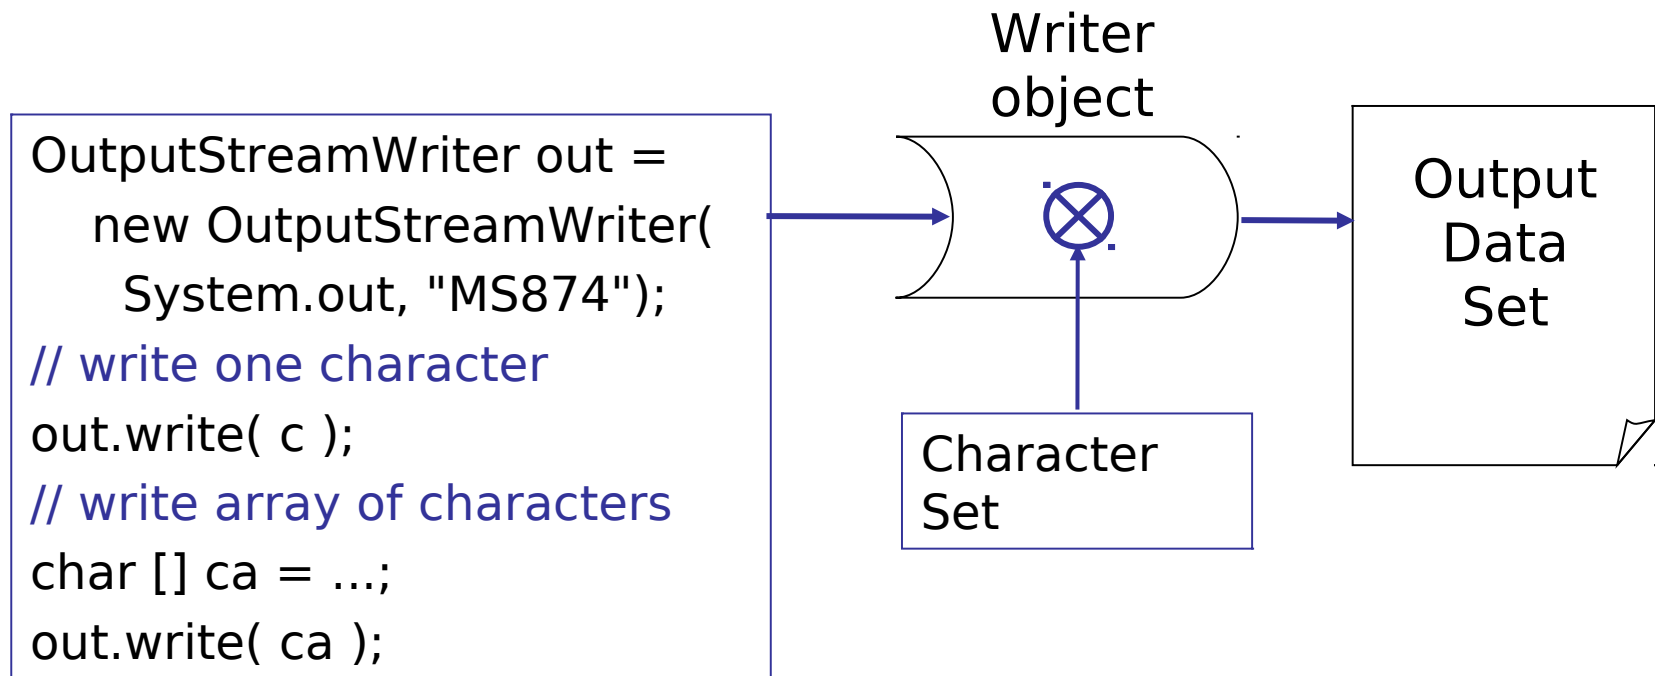 Writer
object
OutputStreamWriter out =
new OutputStreamWriter(
System.out, "MS874");
// write one character
out.write( c );
// write array of characters
char [] ca = ...;
out.write( ca );
Character
Set
Output
Data
Set